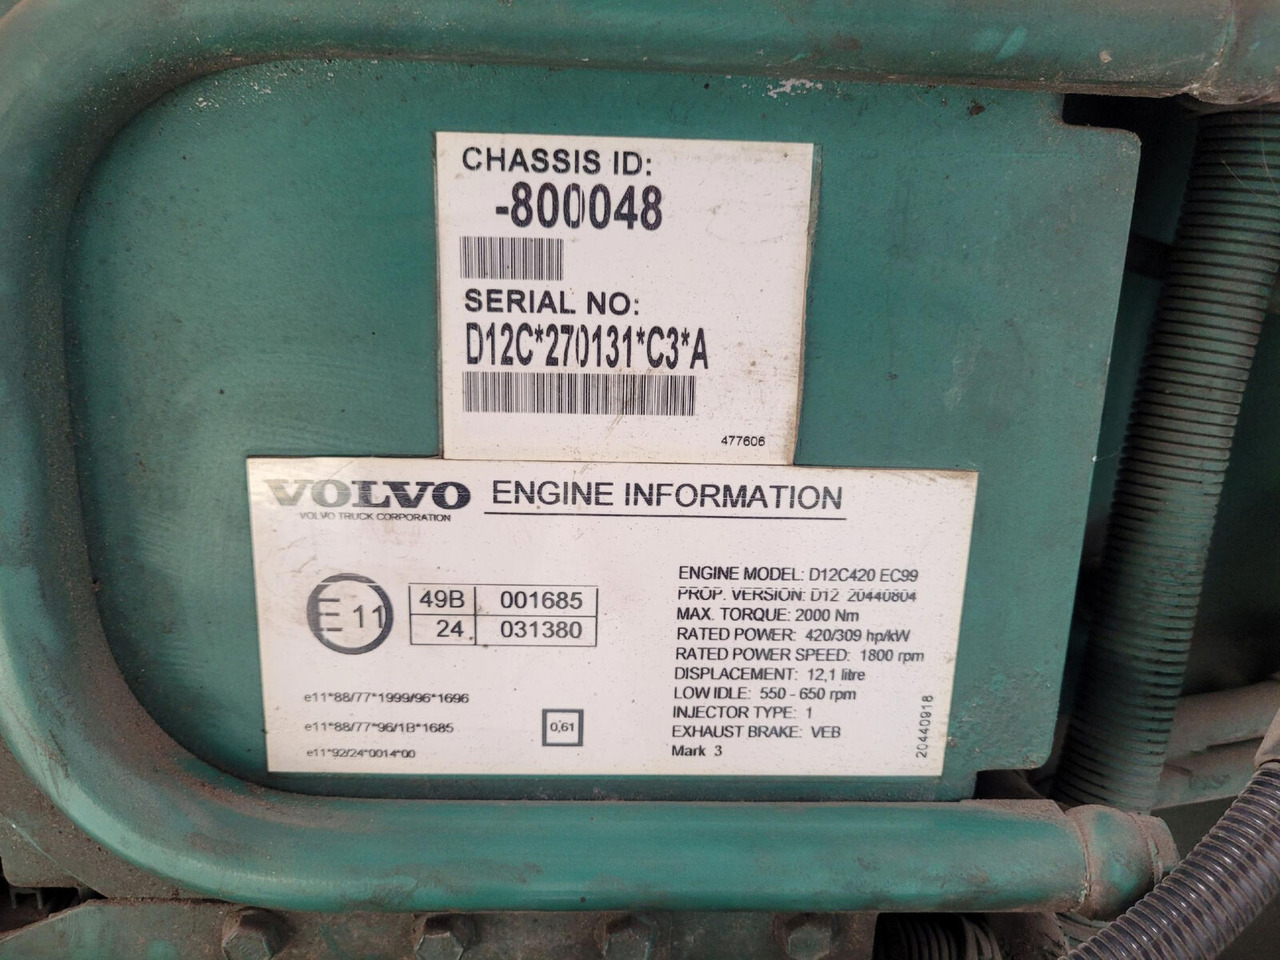 CHASSIS ID:
-800048
SERIAL NO:
D12C*270131*C3*A
477606
VOLVO
VOLVO TRUCK CORPORATION
ENGINE INFORMATION
E 11
49B 001685
24 031380
e11*88/77*1999/96*1696
e11*88/77*96/1B*1685
e11*92/24*0014*00
0,61
ENGINE MODEL: D12C420 EC99
PROP. VERSION: D12 20440804
MAX. TORQUE: 2000 Nm
RATED POWER: 420/309 hp/kW
RATED POWER SPEED: 1800 rpm
DISPLACEMENT: 12,1 litre
LOW IDLE: 550 - 650 rpm
INJECTOR TYPE: 1
EXHAUST BRAKE: VEB
Mark 3
20440918